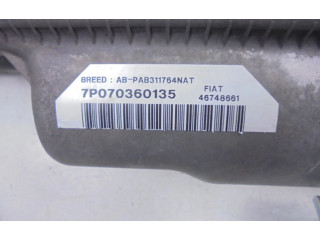 BREED : AB-PAB311764NAT
7P070360135
FIAT
46748661